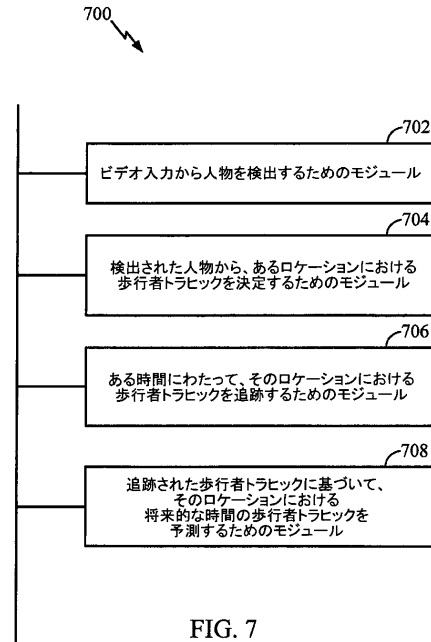 700
702
ビデオ入力から人物を検出するためのモジュール
704
検出された人物から、あるロケーションにおける
歩行者トラヒックを決定するためのモジュール
706
ある時間にわたって、そのロケーションにおける
歩行者トラヒックを追跡するためのモジュール
708
追跡された歩行者トラヒックに基づいて、
そのロケーションにおける
将来的な時間の歩行者トラヒックを
予測するためのモジュール
FIG. 7